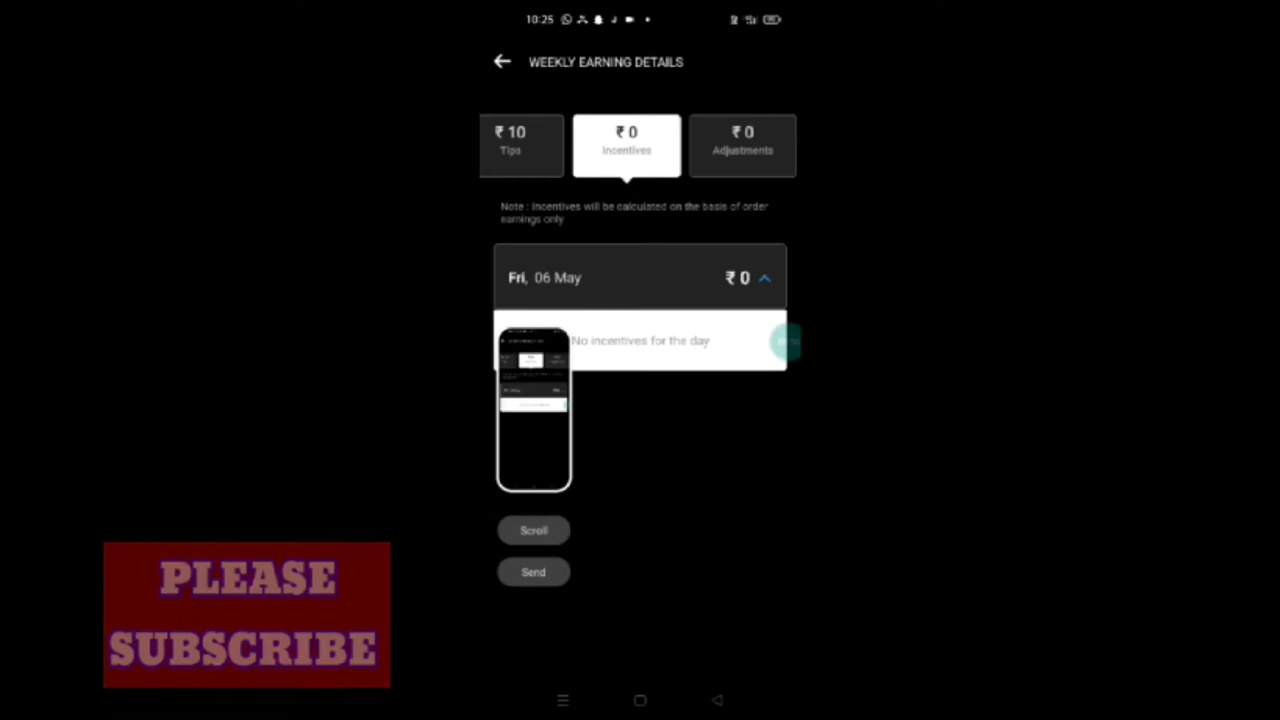 10:25
WEEKLY EARNING DETAILS
₹ 10
Tips
₹ 0
Incentives
₹ 0
Adjustments
Note : Incentives will be calculated on the basis of order
earnings only
Fri, 06 May
₹ 0
No incentives for the day
Scroll
Send
PLEASE
SUBSCRIBE